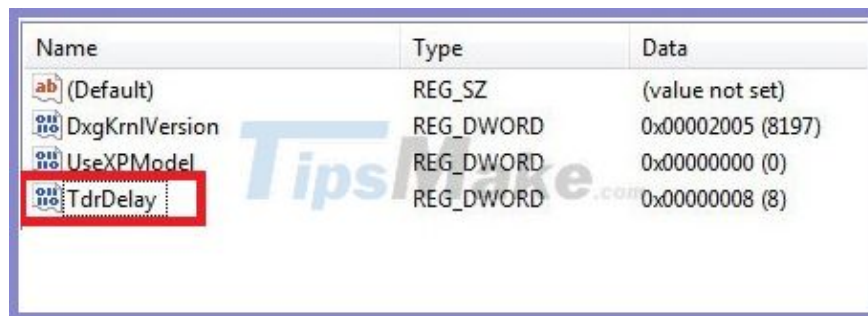 Name Type Data
(Default) REG_SZ (value not set)
DxgKrnlVersion REG_DWORD 0x00002005 (8197)
UseXPModel REG_DWORD 0x00000000 (0)
TdrDelay REG_DWORD 0x00000008 (8)
TipsMake.com